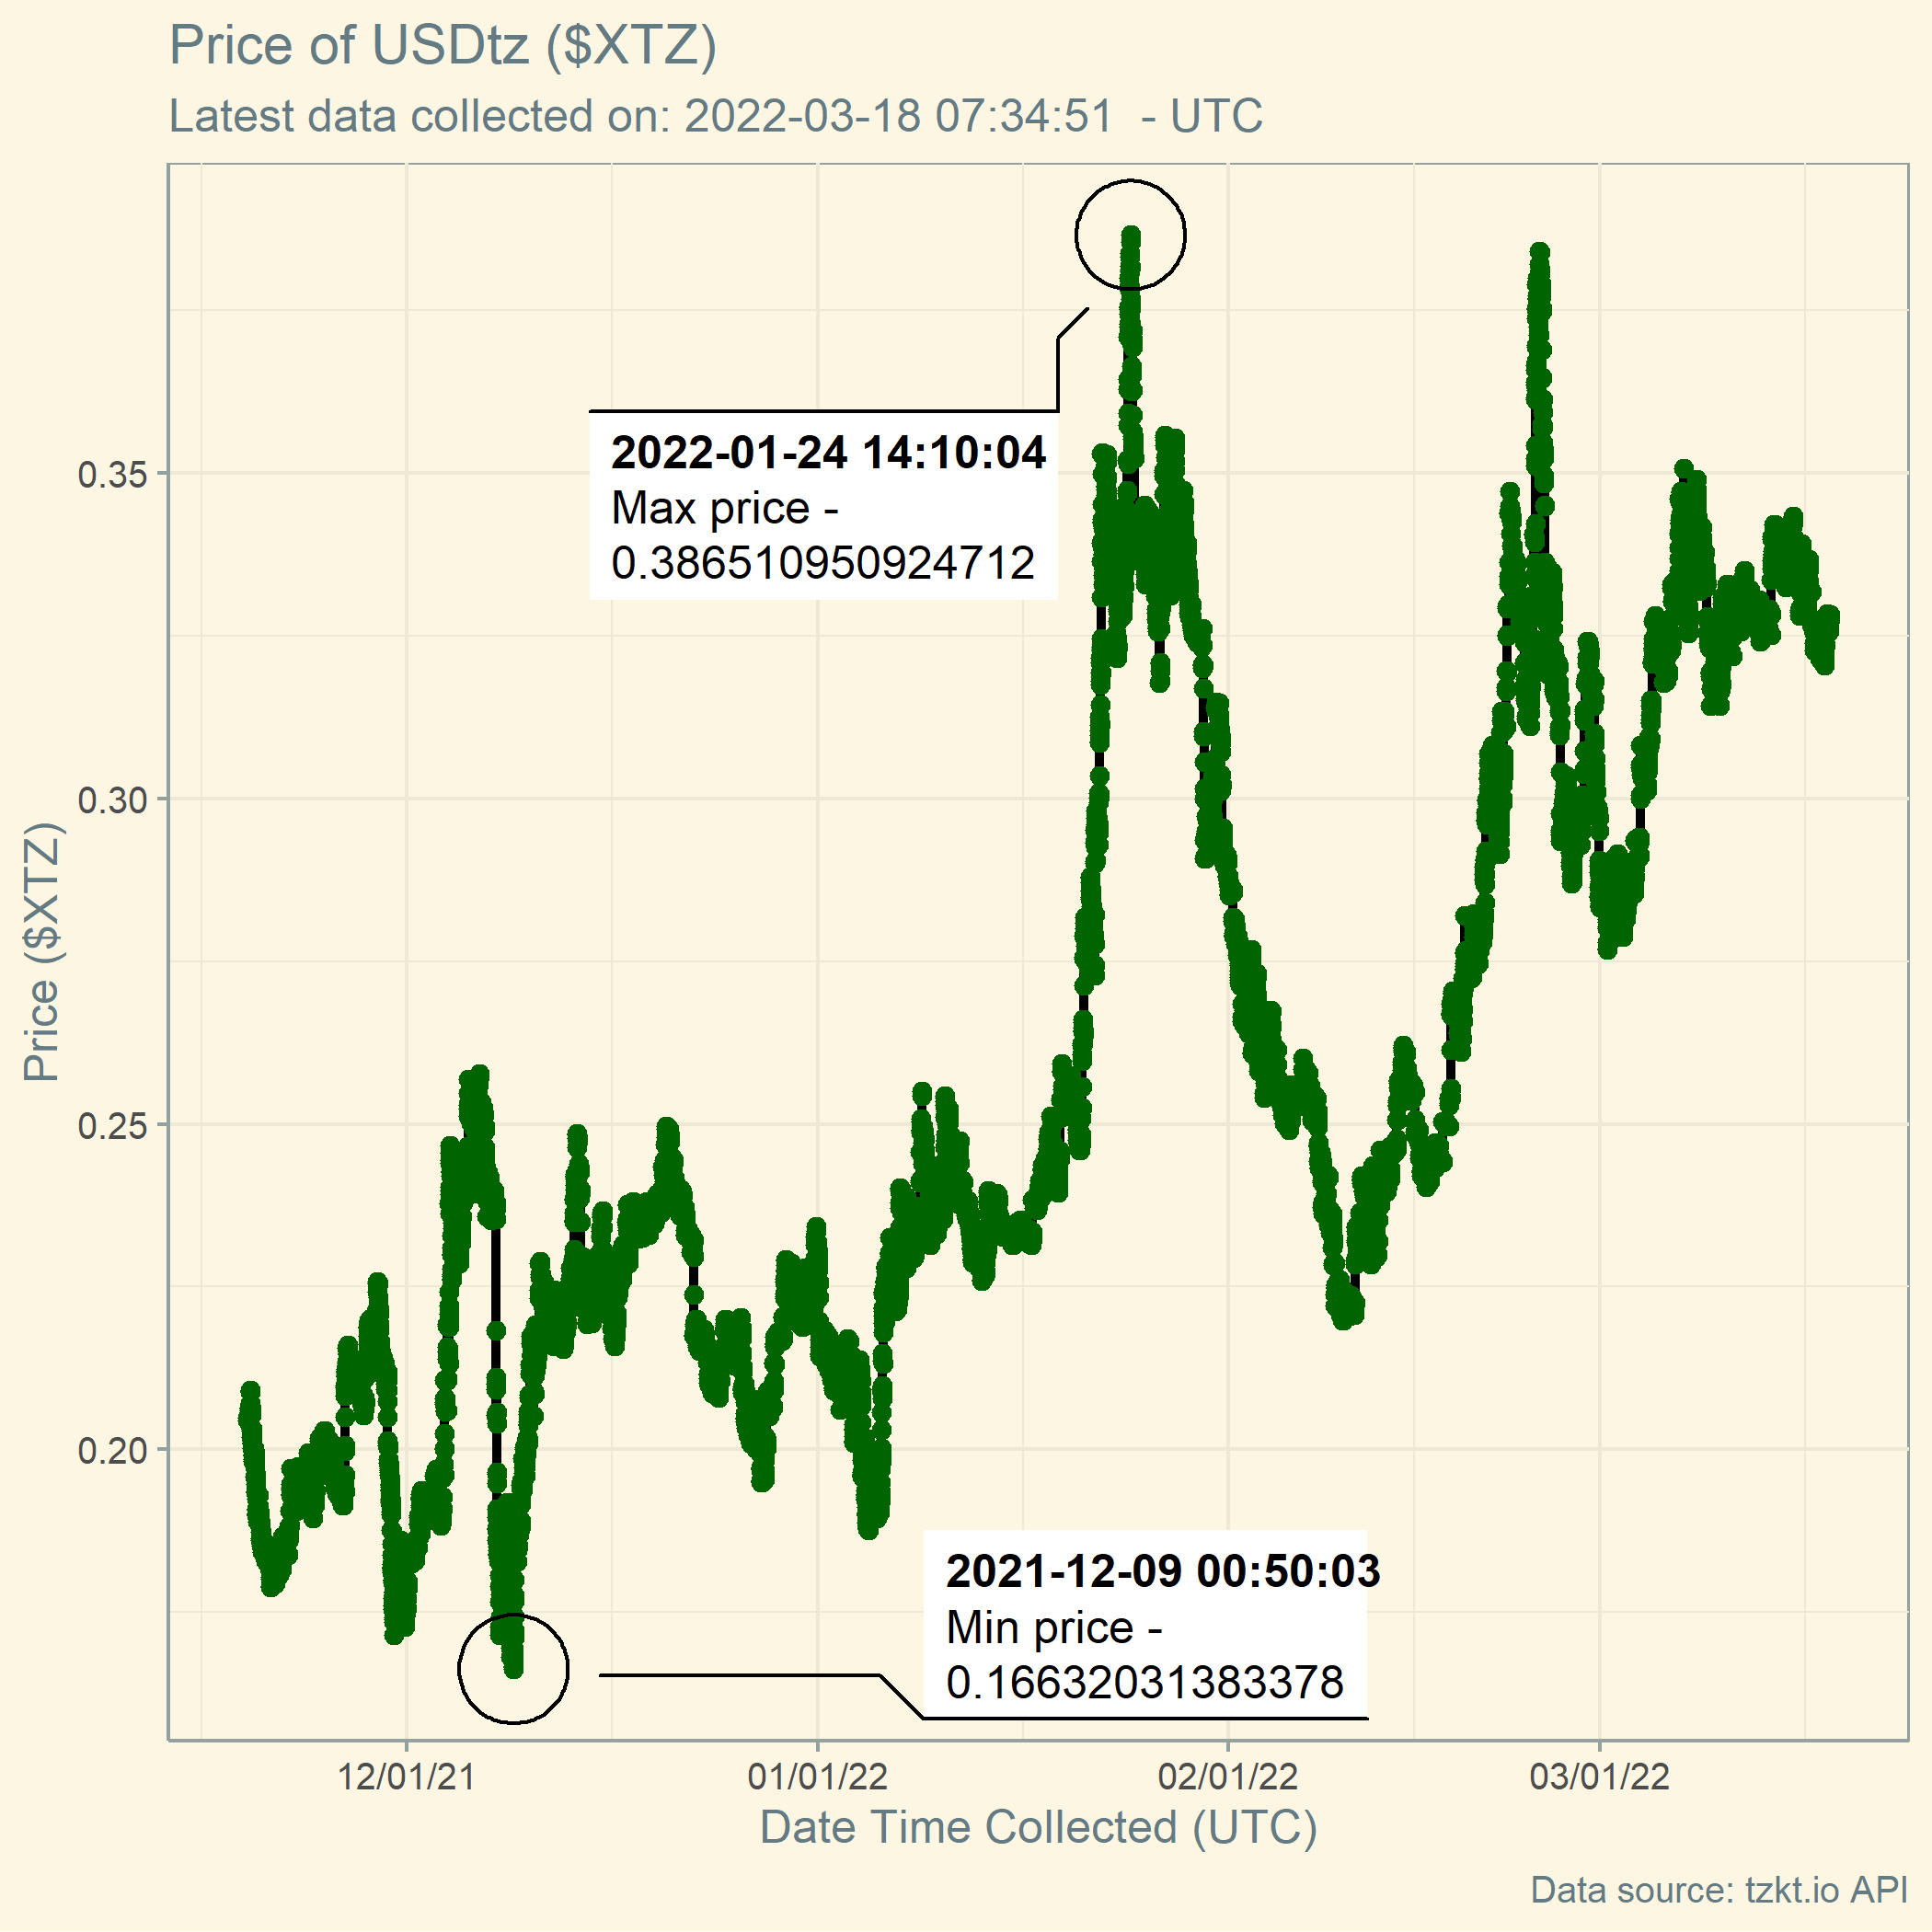 Price of USDtz ($XTZ)
Latest data collected on: 2022-03-18 07:34:51  - UTC
Price ($XTZ)
0.35
0.30
0.25
0.20
2022-01-24 14:10:04
Max price -
0.386510950924712
2021-12-09 00:50:03
Min price -
0.16632031383378
12/01/21
01/01/22
02/01/22
03/01/22
Date Time Collected (UTC)
Data source: tzkt.io API